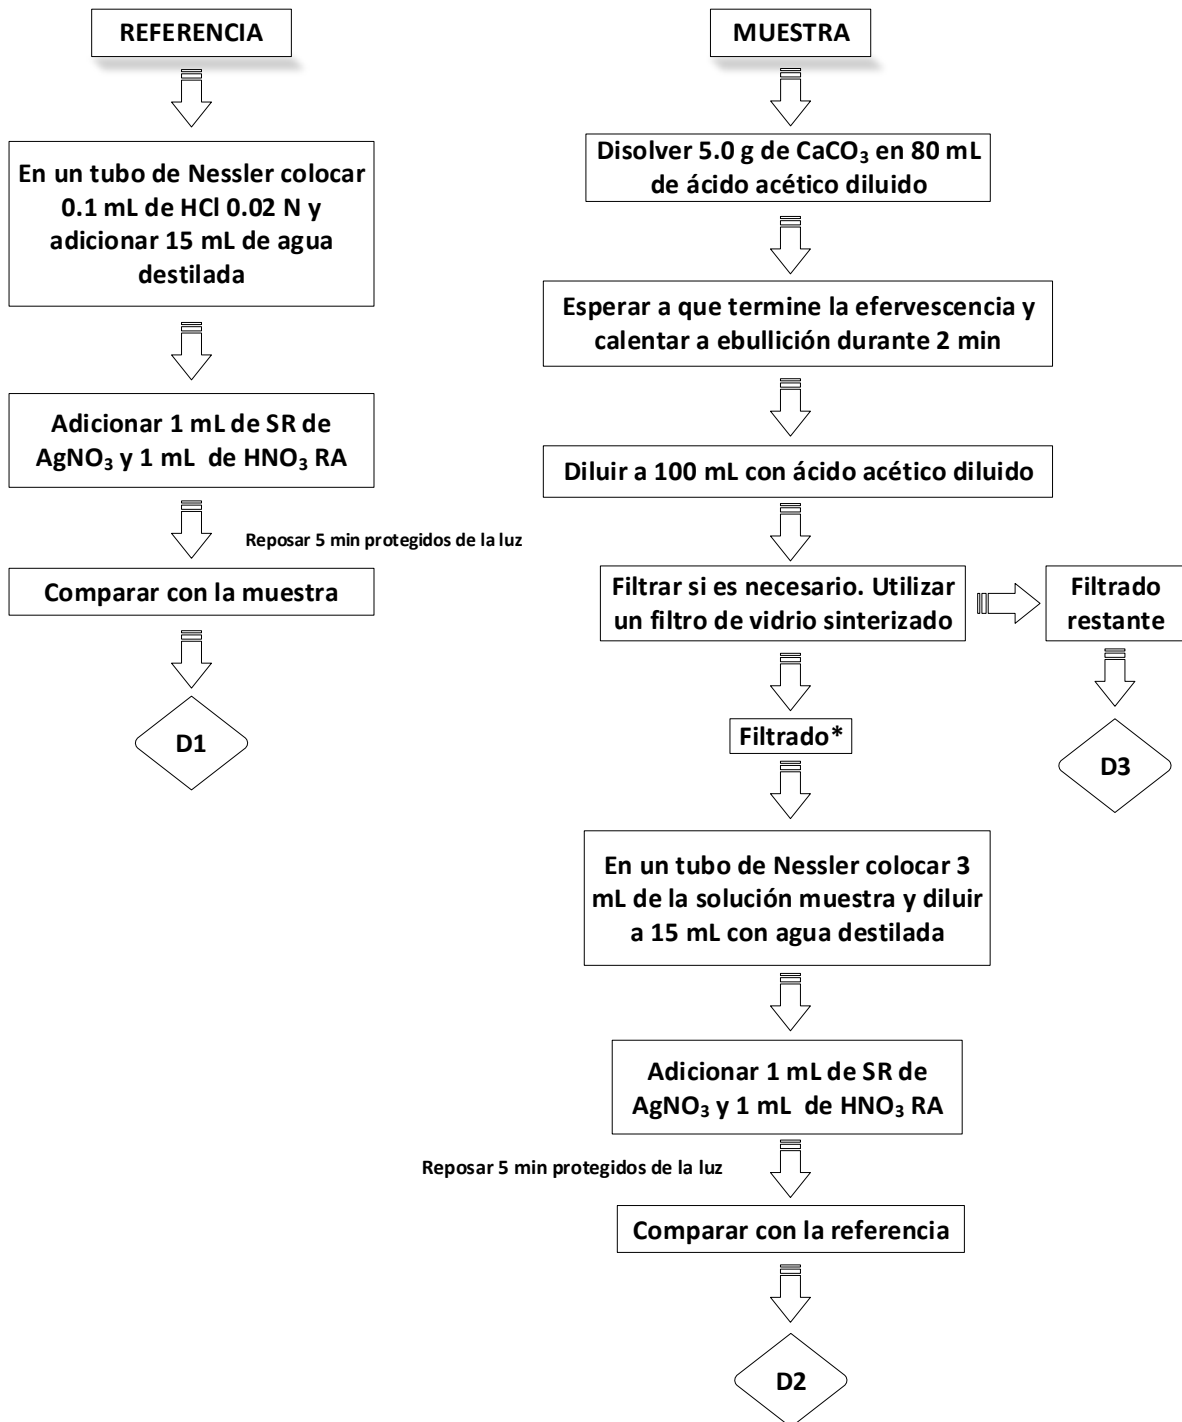 REFERENCIA
En un tubo de Nessler colocar
0.1 mL de HCl 0.02 N y
adicionar 15 mL de agua
destilada
Adicionar 1 mL de SR de
AgNO₃ y 1 mL de HNO₃ RA
Reposar 5 min protegidos de la luz
Comparar con la muestra
D1
MUESTRA
Disolver 5.0 g de CaCO₃ en 80 mL
de ácido acético diluido
Esperar a que termine la efervescencia y
calentar a ebullición durante 2 min
Diluir a 100 mL con ácido acético diluido
Filtrar si es necesario. Utilizar
un filtro de vidrio sinterizado
Filtrado
restante
D3
Filtrado*
En un tubo de Nessler colocar 3
mL de la solución muestra y diluir
a 15 mL con agua destilada
Adicionar 1 mL de SR de
AgNO₃ y 1 mL de HNO₃ RA
Reposar 5 min protegidos de la luz
Comparar con la referencia
D2